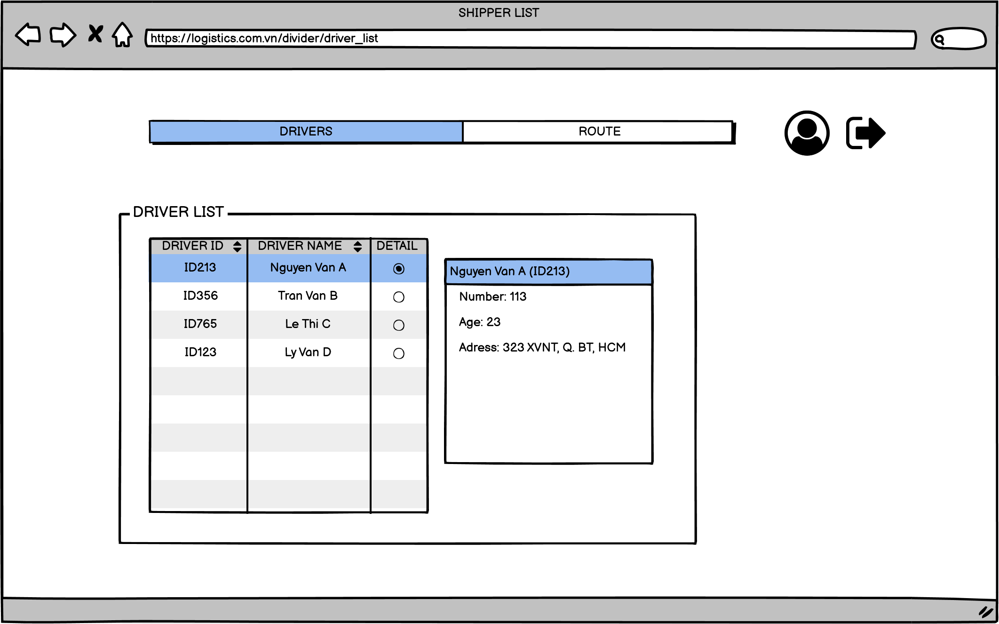 SHIPPER LIST
https://logistics.com.vn/divider/driver_list
DRIVERS ROUTE
DRIVER LIST
DRIVER ID DRIVER NAME DETAIL
ID213 Nguyen Van A
ID356 Tran Van B
ID765 Le Thi C
ID123 Ly Van D
Nguyen Van A (ID213)
Number: 113
Age: 23
Adress: 323 XVNT, Q. BT, HCM